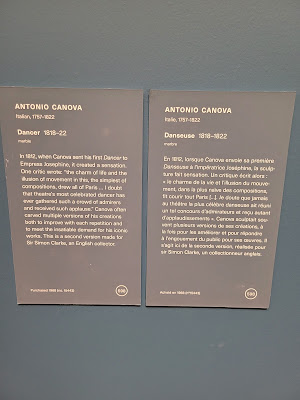 ANTONIO CANOVA
Italian, 1757-1822
Dancer 1818-22
marble
In 1812, when Canova sent his first Dancer to
Empress Josephine, it created a sensation.
One critic wrote: "the charm of life and the
illusion of movement in this, the simplest of
compositions, drew all of Paris ... I doubt
that theatre's most celebrated dancer has
ever gathered such a crowd of admirers
and received such applause." Canova often
carved multiple versions of his creations
both to improve with each repetition and
to meet the insatiable demand for his iconic
works. This is a second version made for
Sir Simon Clarke, an English collector.
Purchased 1968 (no.
ANTONIO CANOVA
Italie, 1757-1822
Danseuse 1818-1822
marbre
En 1812, lorsque Canova envoie sa première
Danseuse à l'impératrice Joséphine, la sculp-
ture fait sensation. Un critique écrit alors :
« le charme de la vie et l'illusion du mouve-
ment, dans la plus naïve des compositions,
fit courir tout Paris [...]. Je doute que jamais
au théâtre la plus célèbre danseuse ait réuni
un tel concours d'admirateurs et reçu autant
d'applaudissements ». Canova sculptait sou-
vent plusieurs versions de ses créations, à
la fois pour les améliorer et pour répondre
à l'engouement du public pour ses œuvres. Il
s'agit ici de la seconde version, réalisée pour
sir Simon Clarke, un collectionneur anglais.
Acheté en 1968